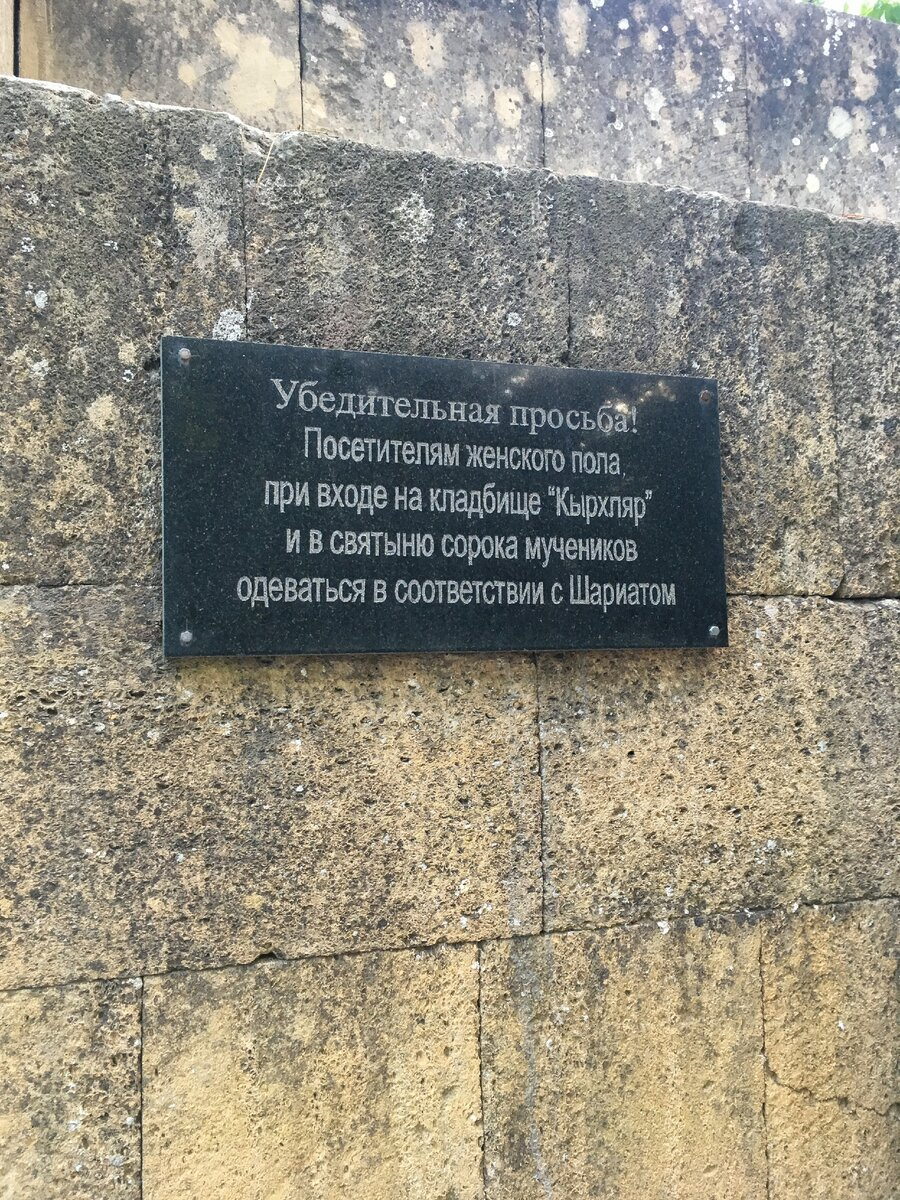 Убедительная просьба!
Посетителям женского пола
при входе на кладбище “Кырхляр”
и в святыню сорока мучеников
одеваться в соответствии с Шариатом